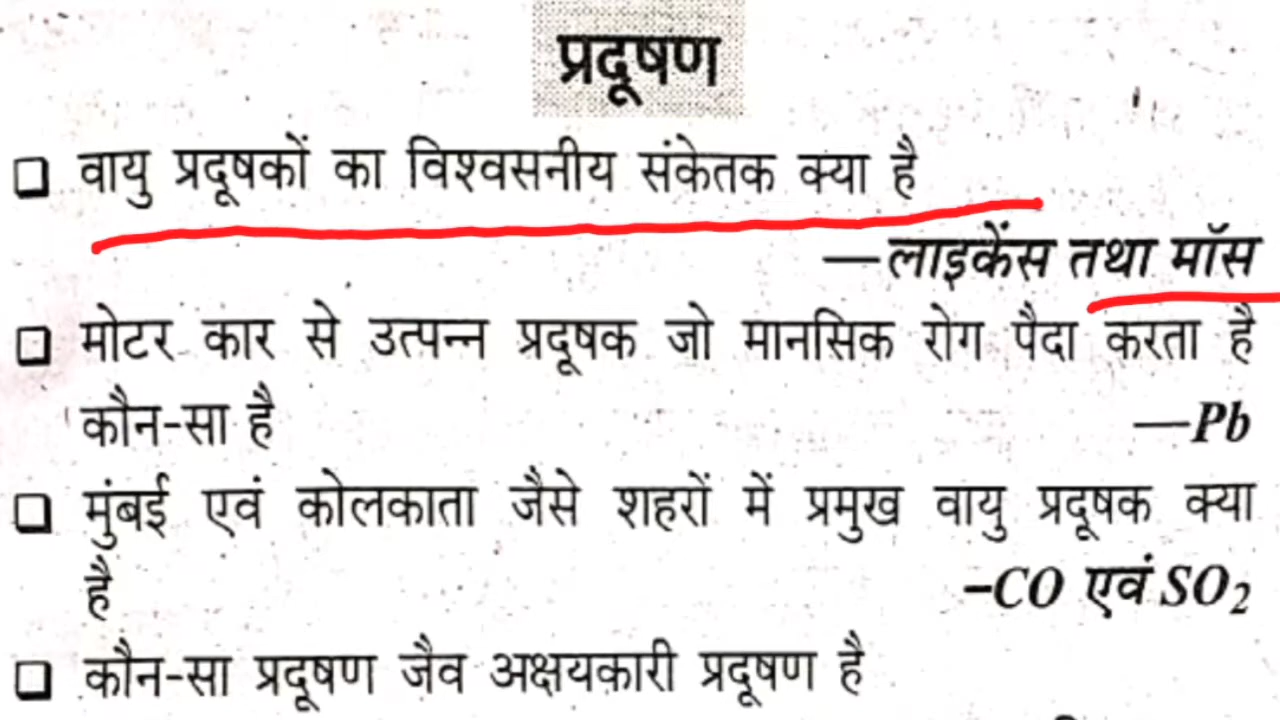 प्रदूषण
❑ वायु प्रदूषकों का विश्वसनीय संकेतक क्या है
—लाइकेंस तथा मॉस
❑ मोटर कार से उत्पन्न प्रदूषक जो मानसिक रोग पैदा करता है
कौन-सा है —Pb
❑ मुंबई एवं कोलकाता जैसे शहरों में प्रमुख वायु प्रदूषक क्या
है –CO एवं SO₂
❑ कौन-सा प्रदूषण जैव अक्षयकारी प्रदूषण है